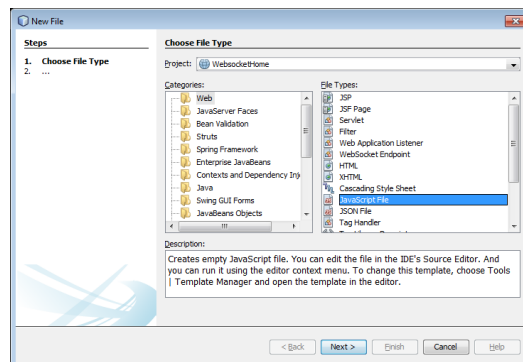 New File
Steps
1. Choose File Type
2. ...
Choose File Type
Project: WebsocketHome
Categories:
Web
JavaServer Faces
Bean Validation
Struts
Spring Framework
Enterprise JavaBeans
Contexts and Dependency Inj
Java
Swing GUI Forms
JavaBeans Objects
File Types:
JSP
JSF Page
Servlet
Filter
Web Application Listener
WebSocket Endpoint
HTML
XHTML
Cascading Style Sheet
JavaScript File
JSON File
Tag Handler
Description:
Creates empty JavaScript file. You can edit the file in the IDE's Source Editor. And
you can run it using the editor context menu. To change this template, choose Tools
| Template Manager and open the template in the editor.
< Back Next > Finish Cancel Help